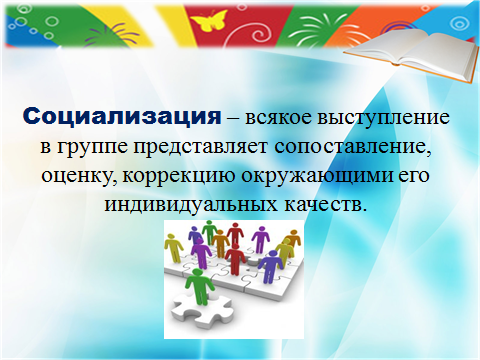 Социализация – всякое выступление
в группе представляет сопоставление,
оценку, коррекцию окружающими его
индивидуальных качеств.